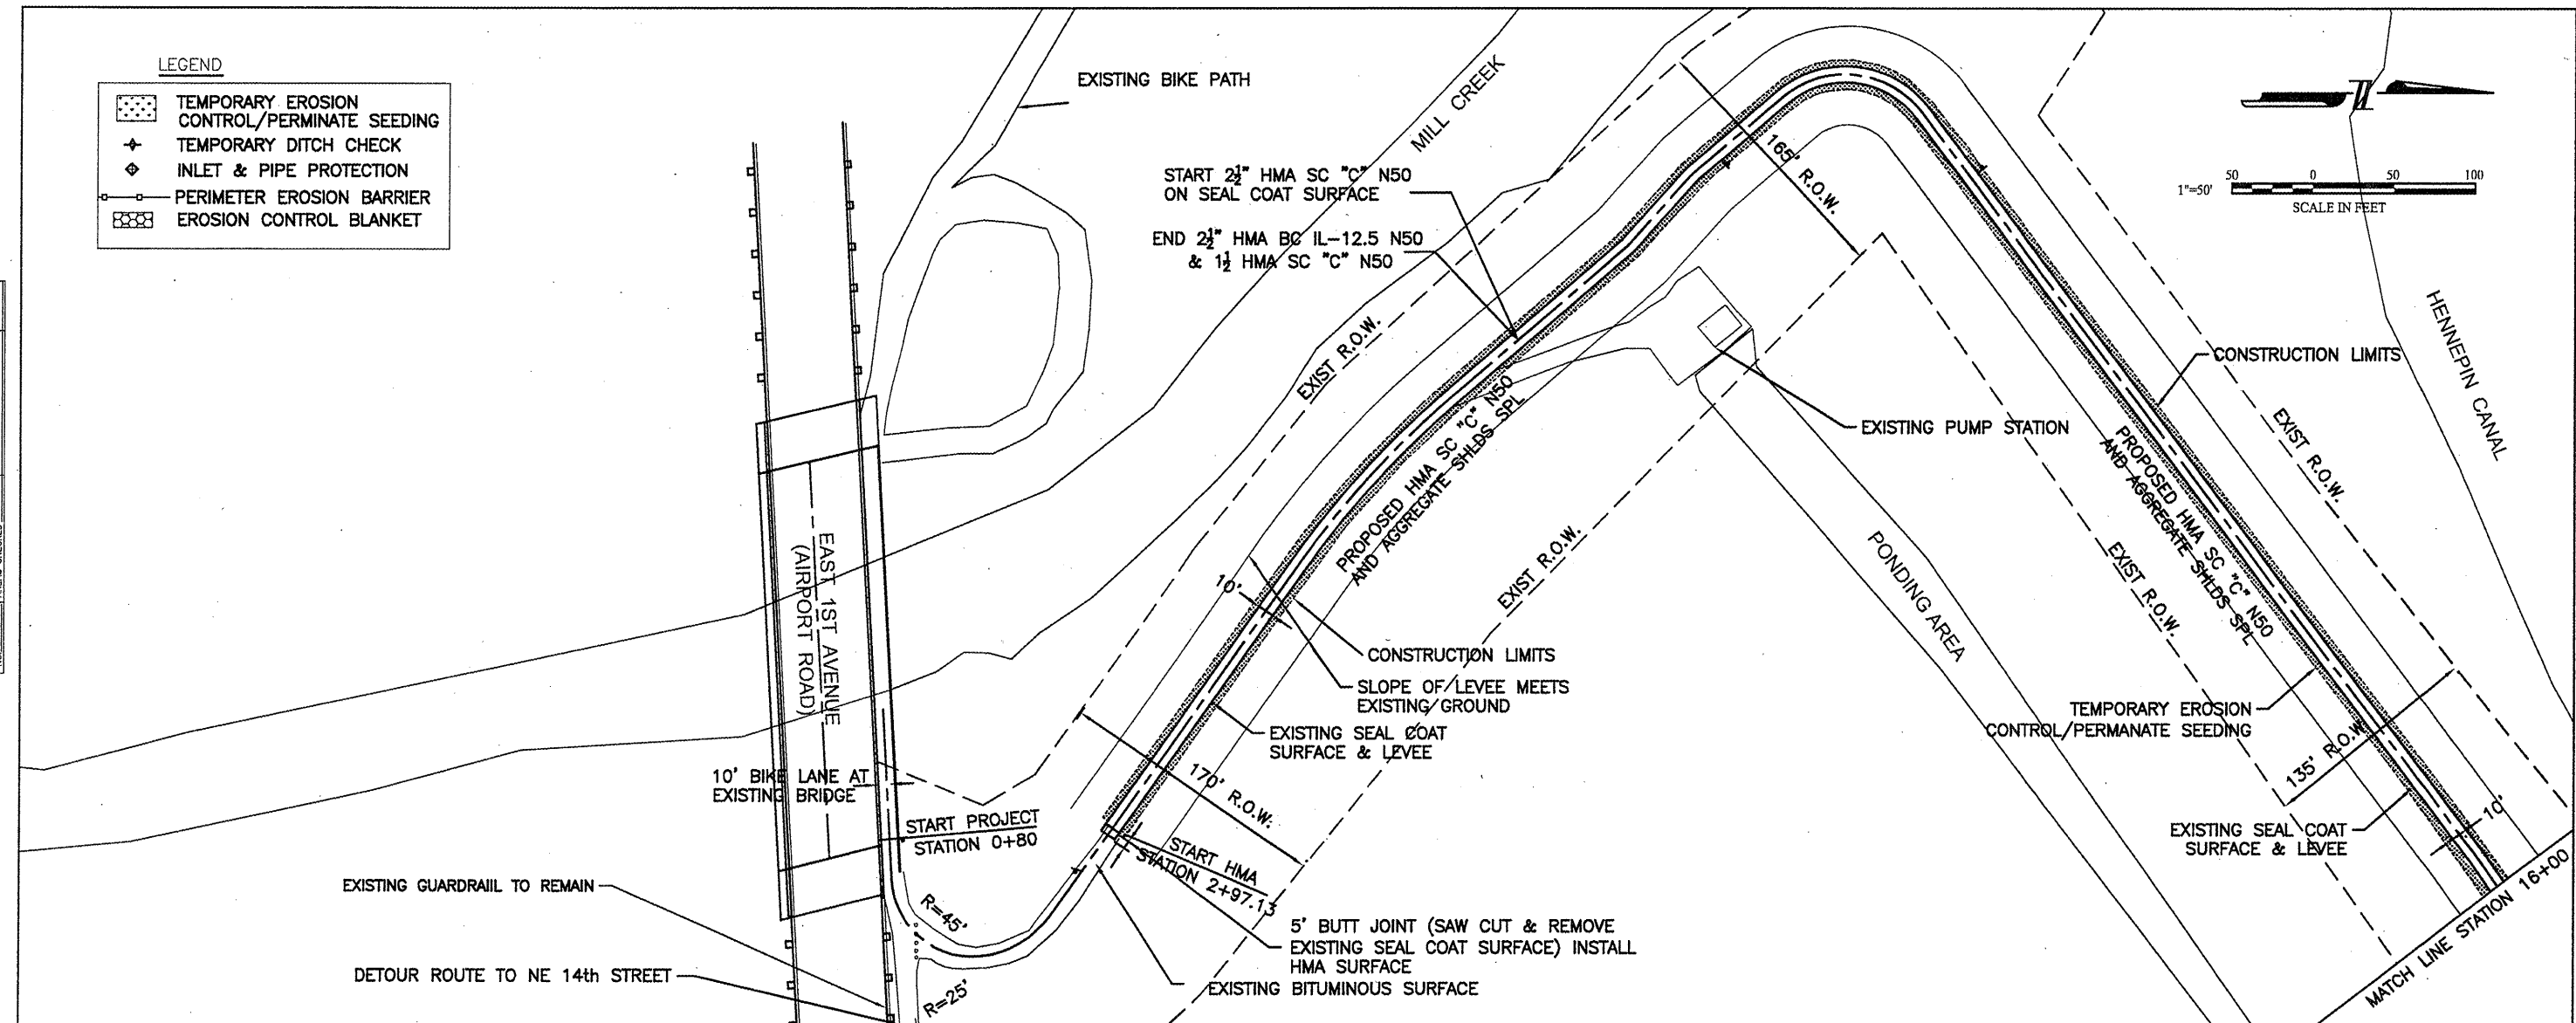 LEGEND
TEMPORARY EROSION
CONTROL/PERMINATE SEEDING
TEMPORARY DITCH CHECK
INLET & PIPE PROTECTION
PERIMETER EROSION BARRIER
EROSION CONTROL BLANKET
EXISTING BIKE PATH
MILL CREEK
START 2½" HMA SC "C" N50
ON SEAL COAT SURFACE
END 2½" HMA BC IL-12.5 N50
& 1½ HMA SC "C" N50
165' R.O.W.
1"=50'
50 0 50 100
SCALE IN FEET
HENNEPIN CANAL
CONSTRUCTION LIMITS
EXIST R.O.W.
EXIST R.O.W.
EXISTING PUMP STATION
PROPOSED HMA SC "C" N50
AND AGGREGATE SHLDS SPL
PROPOSED HMA SC "C" N50
AND AGGREGATE SHLDS SPL
EXIST R.O.W.
EXIST R.O.W.
PONDING AREA
EAST 1ST AVENUE
(AIRPORT ROAD)
10'
CONSTRUCTION LIMITS
SLOPE OF LEVEE MEETS
EXISTING GROUND
EXISTING SEAL COAT
SURFACE & LEVEE
170' R.O.W.
TEMPORARY EROSION
CONTROL/PERMANATE SEEDING
135' R.O.W.
10' BIKE LANE AT
EXISTING BRIDGE
START PROJECT
STATION 0+80
START HMA
STATION 2+97.13
EXISTING SEAL COAT
SURFACE & LEVEE
10'
EXISTING GUARDRAIIL TO REMAIN
R=45'
5' BUTT JOINT (SAW CUT & REMOVE
EXISTING SEAL COAT SURFACE) INSTALL
HMA SURFACE
EXISTING BITUMINOUS SURFACE
DETOUR ROUTE TO NE 14th STREET
R=25'
MATCH LINE STATION 16+00